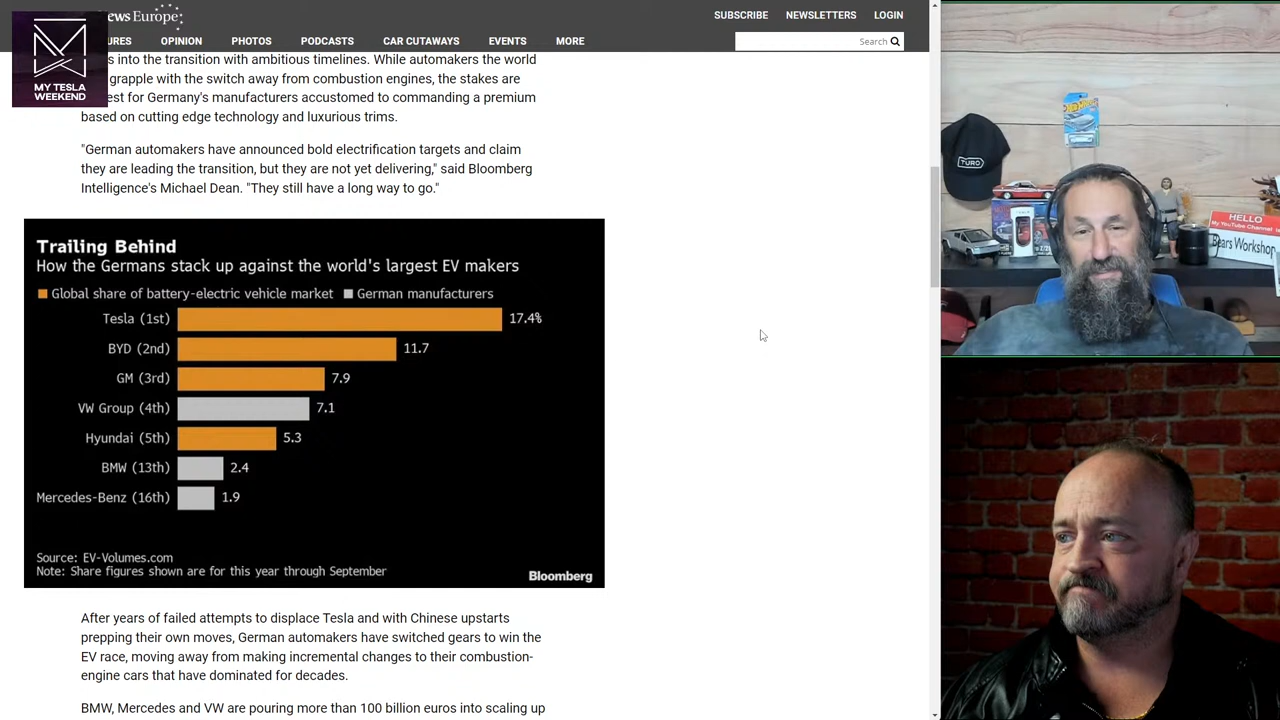 ewsEurope
SUBSCRIBE NEWSLETTERS LOGIN
URES OPINION PHOTOS PODCASTS CAR CUTAWAYS EVENTS MORE
Search
MY TESLA
WEEKEND
s into the transition with ambitious timelines. While automakers the world
grapple with the switch away from combustion engines, the stakes are
est for Germany's manufacturers accustomed to commanding a premium
based on cutting edge technology and luxurious trims.
"German automakers have announced bold electrification targets and claim
they are leading the transition, but they are not yet delivering," said Bloomberg
Intelligence's Michael Dean. "They still have a long way to go."
Trailing Behind
How the Germans stack up against the world's largest EV makers
Global share of battery-electric vehicle market German manufacturers
Tesla (1st) 17.4%
BYD (2nd) 11.7
GM (3rd) 7.9
VW Group (4th) 7.1
Hyundai (5th) 5.3
BMW (13th) 2.4
Mercedes-Benz (16th) 1.9
Source: EV-Volumes.com
Note: Share figures shown are for this year through September
Bloomberg
After years of failed attempts to displace Tesla and with Chinese upstarts
prepping their own moves, German automakers have switched gears to win the
EV race, moving away from making incremental changes to their combustion-
engine cars that have dominated for decades.
BMW, Mercedes and VW are pouring more than 100 billion euros into scaling up
TURO
HELLO
My YouTube Channel is
Bears Workshop